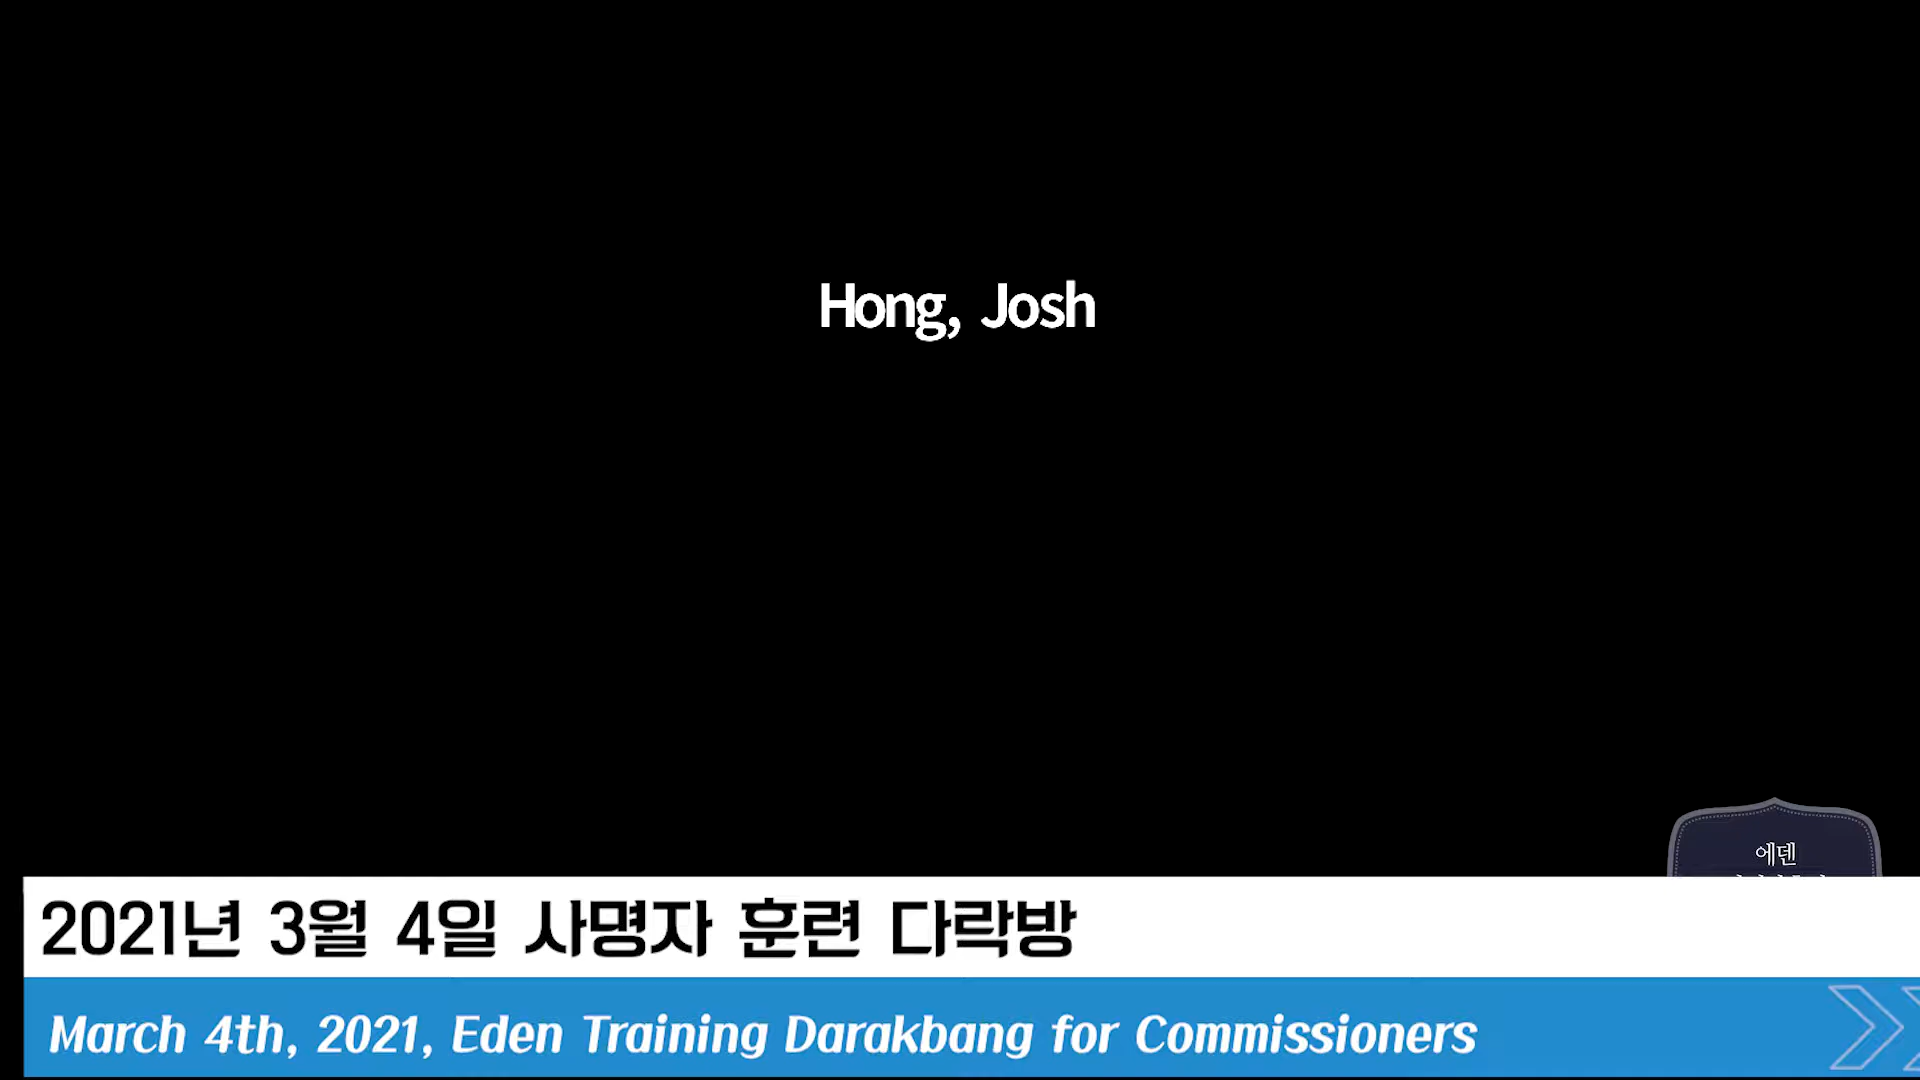 Hong, Josh
에덴
2021년 3월 4일 사명자 훈련 다락방
March 4th, 2021, Eden Training Darakbang for Commissioners